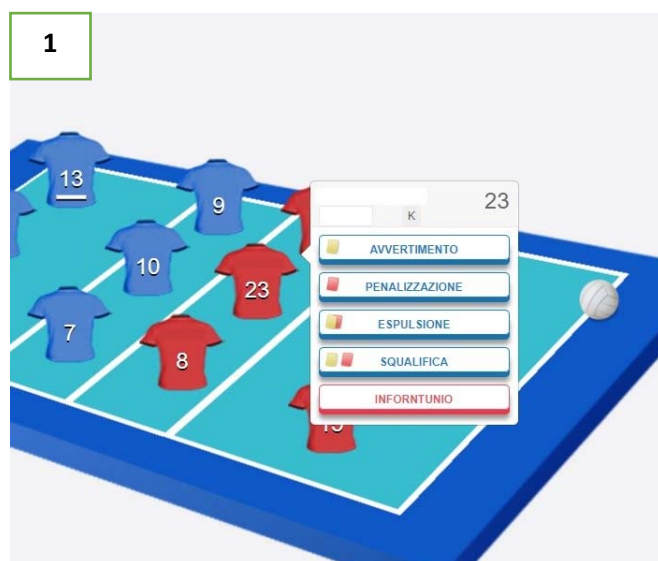 1
13
9
23
K
10
23
AVVERTIMENTO
PENALIZZAZIONE
7
8
ESPULSIONE
SQUALIFICA
INFORNTUNIO